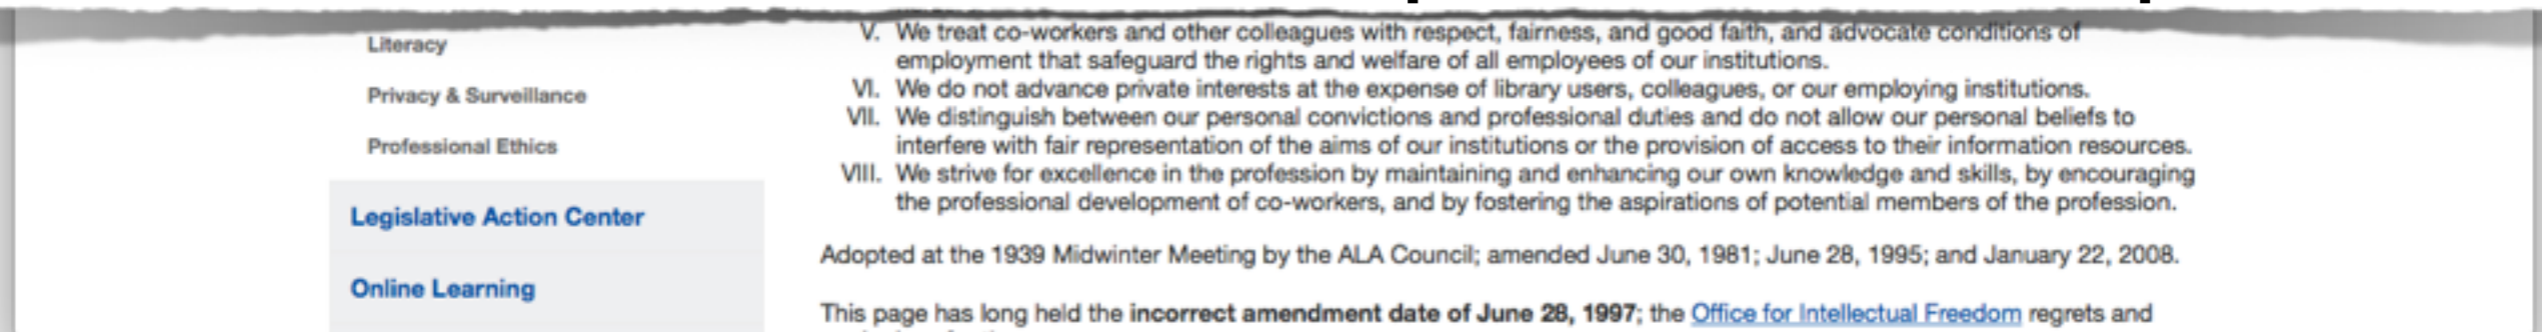 Literacy
Privacy & Surveillance
Professional Ethics
Legislative Action Center
Online Learning
V. We treat co-workers and other colleagues with respect, fairness, and good faith, and advocate conditions of
employment that safeguard the rights and welfare of all employees of our institutions.
VI. We do not advance private interests at the expense of library users, colleagues, or our employing institutions.
VII. We distinguish between our personal convictions and professional duties and do not allow our personal beliefs to
interfere with fair representation of the aims of our institutions or the provision of access to their information resources.
VIII. We strive for excellence in the profession by maintaining and enhancing our own knowledge and skills, by encouraging
the professional development of co-workers, and by fostering the aspirations of potential members of the profession.
Adopted at the 1939 Midwinter Meeting by the ALA Council; amended June 30, 1981; June 28, 1995; and January 22, 2008.
This page has long held the incorrect amendment date of June 28, 1997; the Office for Intellectual Freedom regrets and